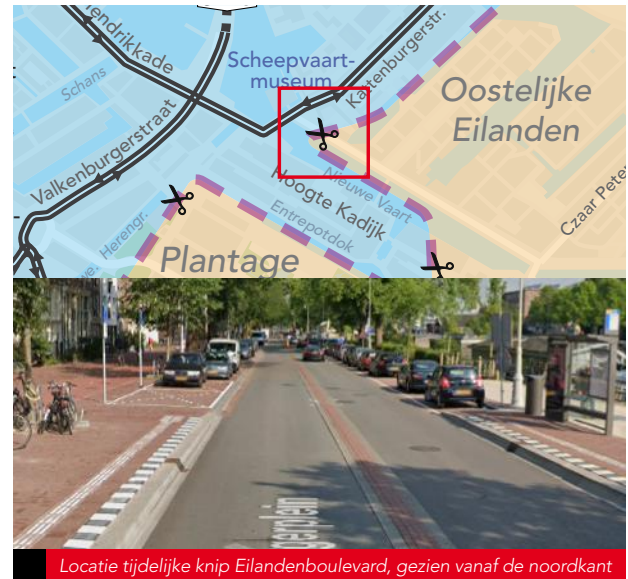 Hendrikkade
Schans
Scheepvaart-
museum
Kattenburgerstr.
Oostelijke
Eilanden
Valkenburgerstraat
Hoogte Kadijk
Nieuwe Vaart
Entrepotdok
Herengr.
Czaar Peter
Plantage
gerplein
Locatie tijdelijke knip Eilandenboulevard, gezien vanaf de noordkant